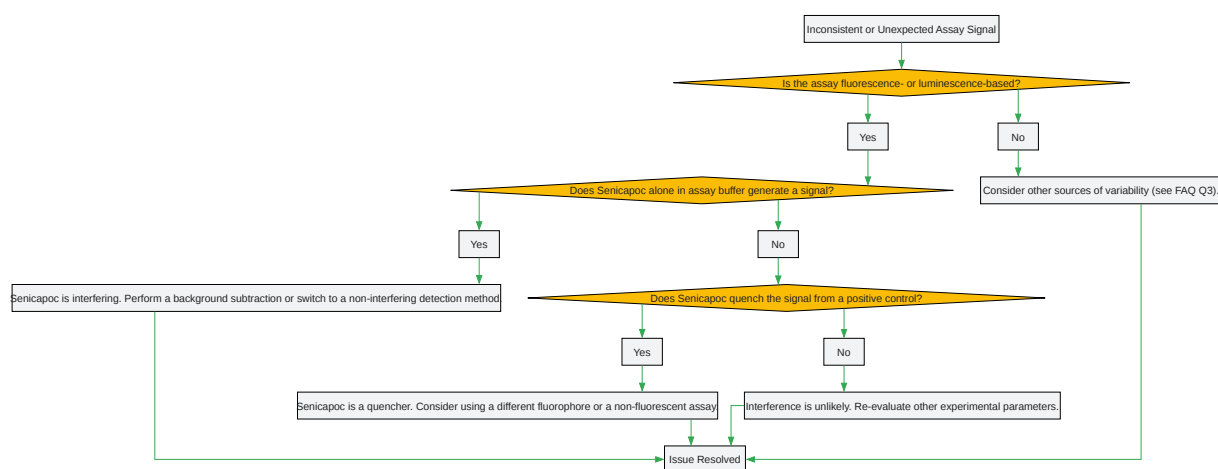 Inconsistent or Unexpected Assay Signal
Is the assay fluorescence- or luminescence-based?
Yes
No
Does Senicapoc alone in assay buffer generate a signal?
Consider other sources of variability (see FAQ Q3).
Yes
No
Senicapoc is interfering. Perform a background subtraction or switch to a non-interfering detection method.
Does Senicapoc quench the signal from a positive control?
Yes
No
Senicapoc is a quencher. Consider using a different fluorophore or a non-fluorescent assay.
Interference is unlikely. Re-evaluate other experimental parameters.
Issue Resolved